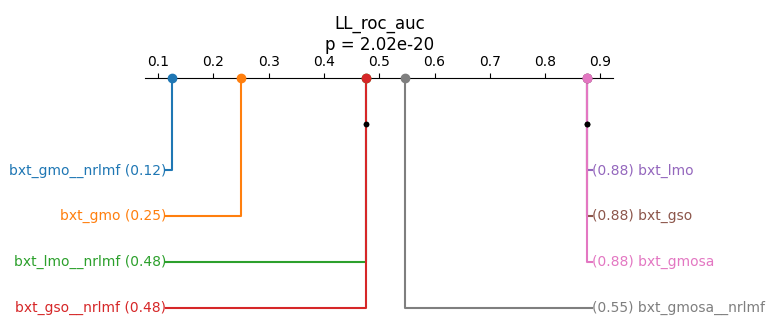 LL_roc_auc
p = 2.02e-20
0.1 0.2 0.3 0.4 0.5 0.6 0.7 0.8 0.9
bxt_gmo__nrlmf (0.12) (0.88) bxt_lmo
bxt_gmo (0.25) (0.88) bxt_gso
bxt_lmo__nrlmf (0.48) (0.88) bxt_gmosa
bxt_gso__nrlmf (0.48) (0.55) bxt_gmosa__nrlmf